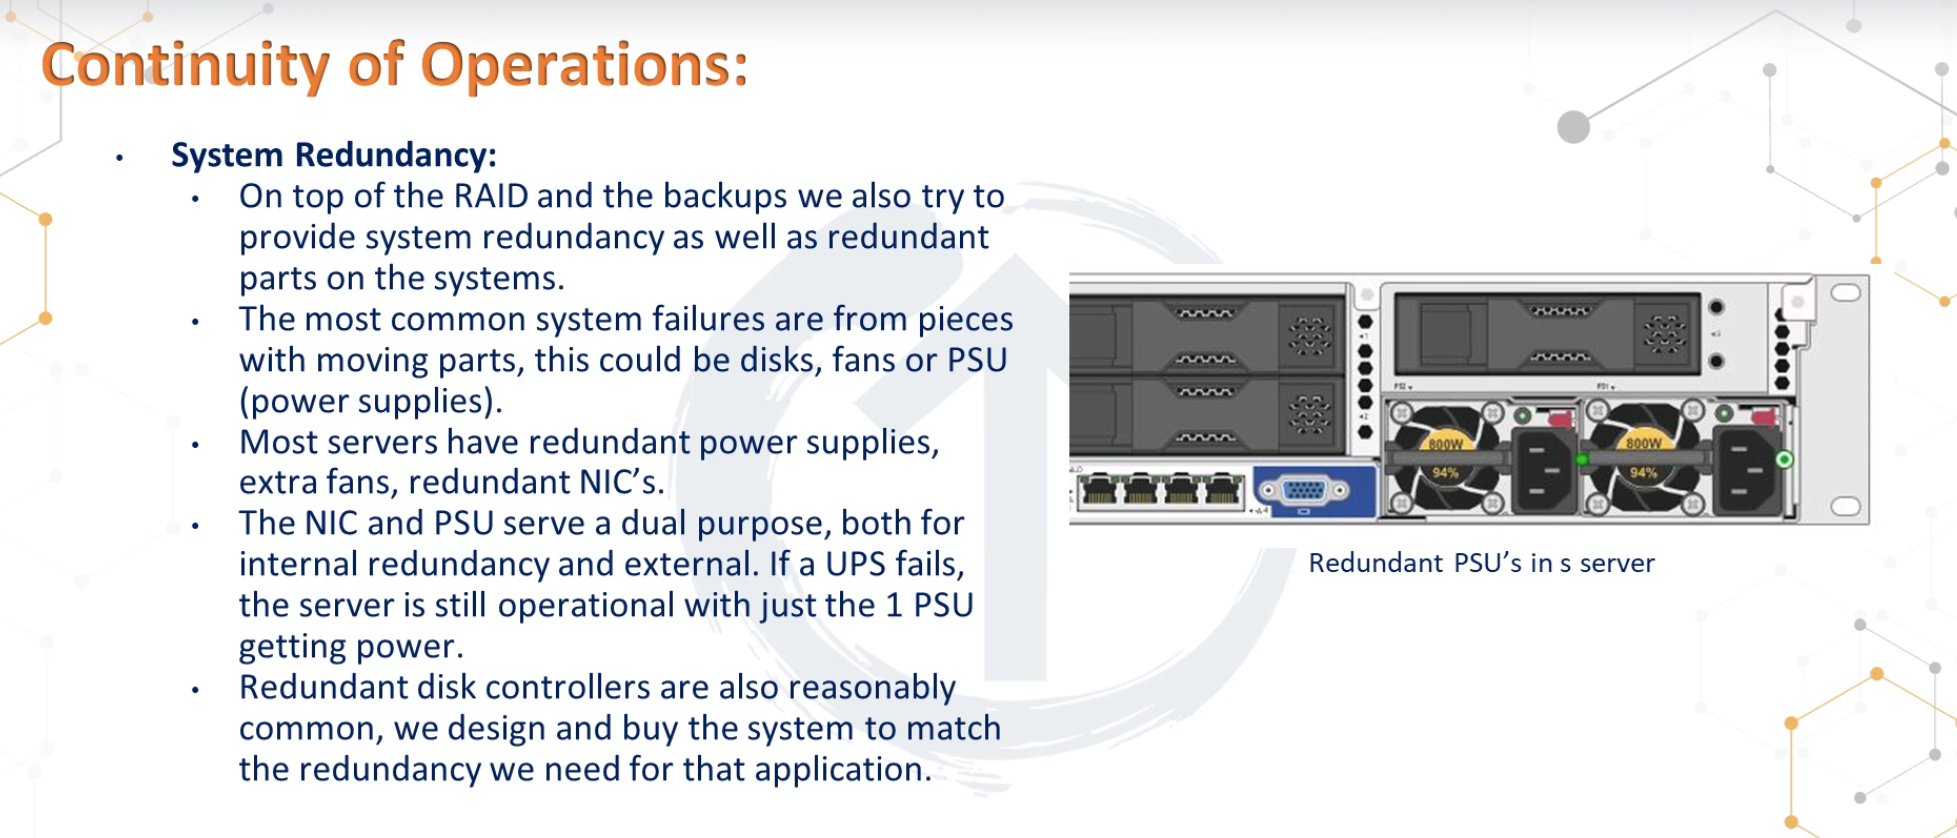 Continuity of Operations:
• System Redundancy:
• On top of the RAID and the backups we also try to
provide system redundancy as well as redundant
parts on the systems.
• The most common system failures are from pieces
with moving parts, this could be disks, fans or PSU
(power supplies).
• Most servers have redundant power supplies,
extra fans, redundant NIC's.
• The NIC and PSU serve a dual purpose, both for
internal redundancy and external. If a UPS fails,
the server is still operational with just the 1 PSU
getting power.
• Redundant disk controllers are also reasonably
common, we design and buy the system to match
the redundancy we need for that application.
800W
94%
800W
94%
Redundant PSU's in s server